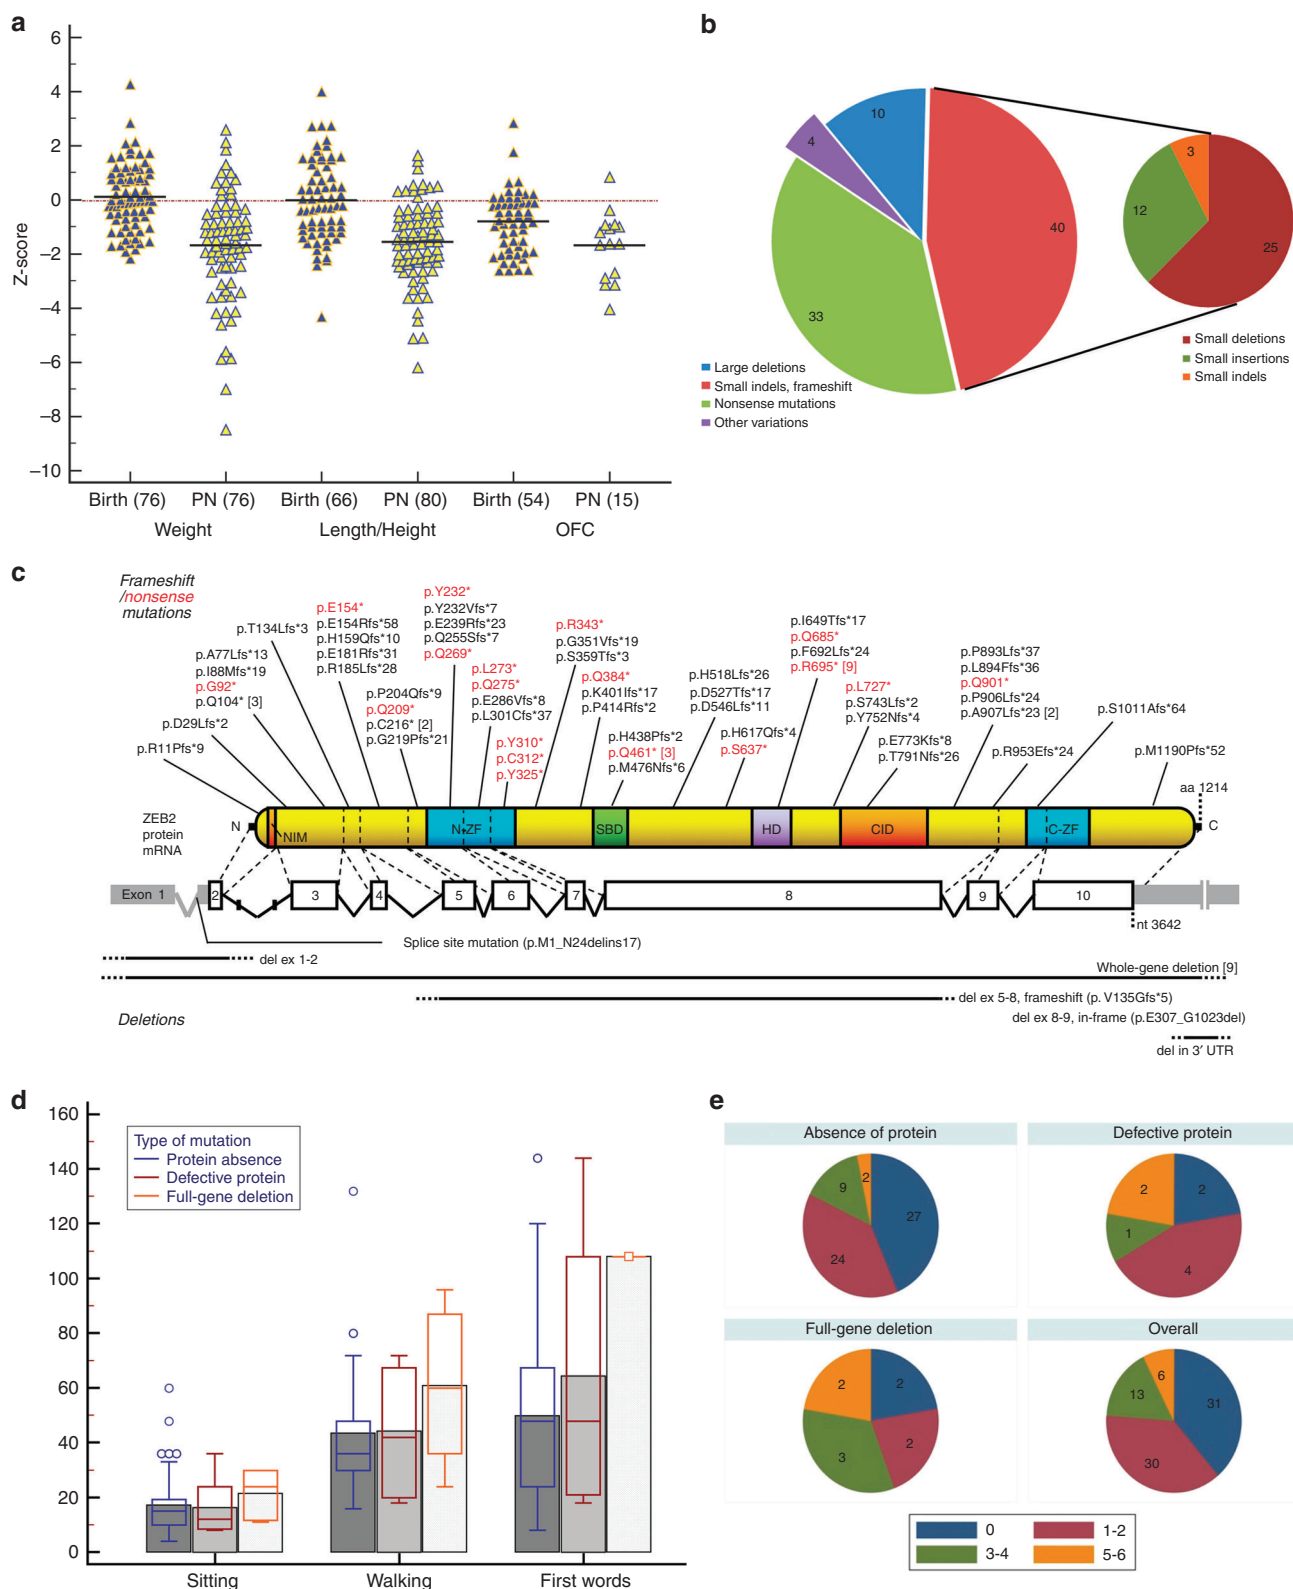 a
6
4
2
0
–2
–4
–6
–8
–10
Z-score
Birth (76)
PN (76)
Birth (66)
PN (80)
Birth (54)
PN (15)
Weight
Length/Height
OFC
b
10
4
40
33
3
12
25
Large deletions
Small indels, frameshift
Nonsense mutations
Other variations
Small deletions
Small insertions
Small indels
c
Frameshift
/nonsense
mutations
p.R11Pfs*9
p.D29Lfs*2
p.A77Lfs*13
p.I88Mfs*19
p.G92*
p.Q104* [3]
p.T134Lfs*3
p.E154*
p.E154Rfs*58
p.H159Qfs*10
p.E181Rfs*31
p.R185Lfs*28
p.P204Qfs*9
p.Q209*
p.C216* [2]
p.G219Pfs*21
p.Y232*
p.Y232Vfs*7
p.E239Rfs*23
p.Q255Sfs*7
p.Q269*
p.L273*
p.Q275*
p.E286Vfs*8
p.L301Cfs*37
p.Y310*
p.C312*
p.Y325*
p.R343*
p.G351Vfs*19
p.S359Tfs*3
p.Q384*
p.K401Ifs*17
p.P414Rfs*2
p.H438Pfs*2
p.Q461* [3]
p.M476Nfs*6
p.H518Lfs*26
p.D527Tfs*17
p.D546Lfs*11
p.H617Qfs*4
p.S637*
p.I649Tfs*17
p.Q685*
p.F692Lfs*24
p.R695* [9]
p.L727*
p.S743Lfs*2
p.Y752Nfs*4
p.E773Kfs*8
p.T791Nfs*26
p.P893Lfs*37
p.L894Ffs*36
p.Q901*
p.P906Lfs*24
p.A907Lfs*23 [2]
p.R953Efs*24
p.S1011Afs*64
p.M1190Pfs*52
aa 1214
ZEB2
protein
mRNA
N
NIM
N-ZF
SBD
HD
CID
C-ZF
C
Exon 1
2
3
4
5
6
7
8
9
10
nt 3642
Splice site mutation (p.M1_N24delins17)
del ex 1-2
Whole-gene deletion [9]
del ex 5-8, frameshift (p. V135Gfs*5)
del ex 8-9, in-frame (p.E307_G1023del)
del in 3′ UTR
Deletions
d
160
140
120
100
80
60
40
20
0
Type of mutation
Protein absence
Defective protein
Full-gene deletion
Sitting
Walking
First words
e
Absence of protein
2
9
27
24
Defective protein
2
2
1
4
Full-gene deletion
2
2
3
2
Overall
6
13
31
30
0
1-2
3-4
5-6